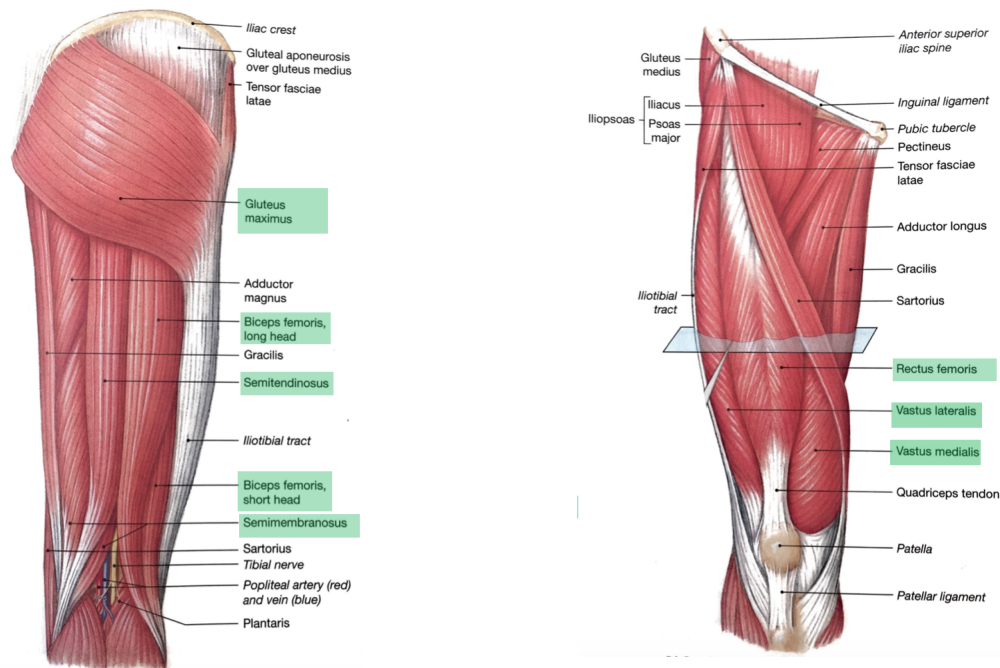 Iliac crest
Gluteal aponeurosis
over gluteus medius
Tensor fasciae
latae
Gluteus
maximus
Adductor
magnus
Biceps femoris,
long head
Gracilis
Semitendinosus
Iliotibial tract
Biceps femoris,
short head
Semimembranosus
Sartorius
Tibial nerve
Popliteal artery (red)
and vein (blue)
Plantaris
Gluteus
medius
Iliopsoas
Iliacus
Psoas
major
Iliotibial
tract
Anterior superior
iliac spine
Inguinal ligament
Pubic tubercle
Pectineus
Tensor fasciae
latae
Adductor longus
Gracilis
Sartorius
Rectus femoris
Vastus lateralis
Vastus medialis
Quadriceps tendon
Patella
Patellar ligament